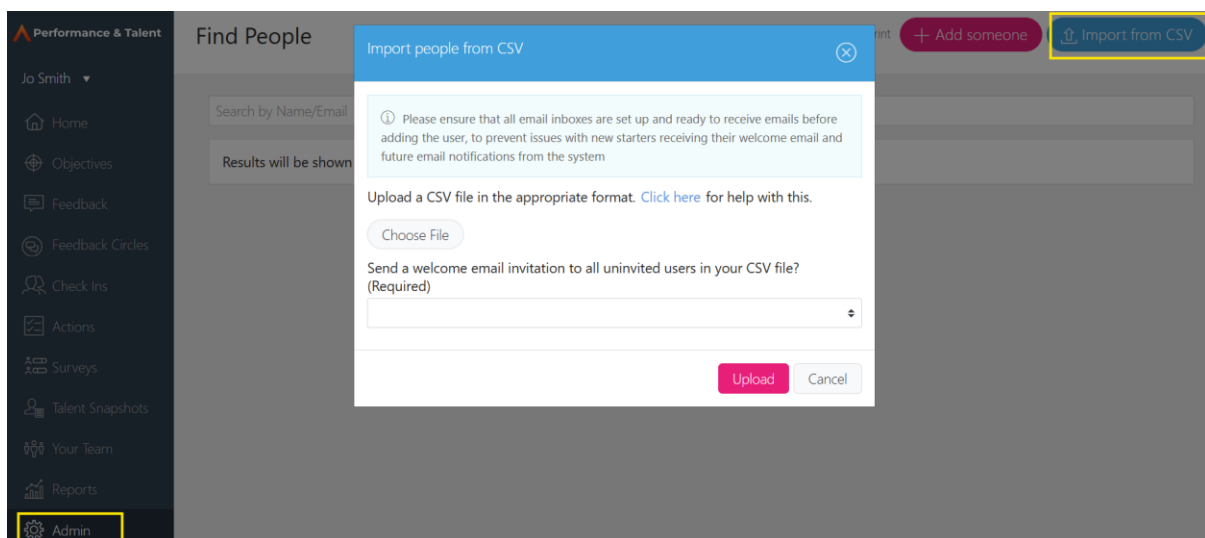 Performance & Talent
Jo Smith
Home
Objectives
Feedback
Feedback Circles
Check Ins
Actions
Surveys
Talent Snapshots
Your Team
Reports
Admin
Find People
Add someone
Import from CSV
Search by Name/Email
Results will be shown
Import people from CSV
Please ensure that all email inboxes are set up and ready to receive emails before
adding the user, to prevent issues with new starters receiving their welcome email and
future email notifications from the system
Upload a CSV file in the appropriate format. Click here for help with this.
Choose File
Send a welcome email invitation to all uninvited users in your CSV file?
(Required)
Upload
Cancel